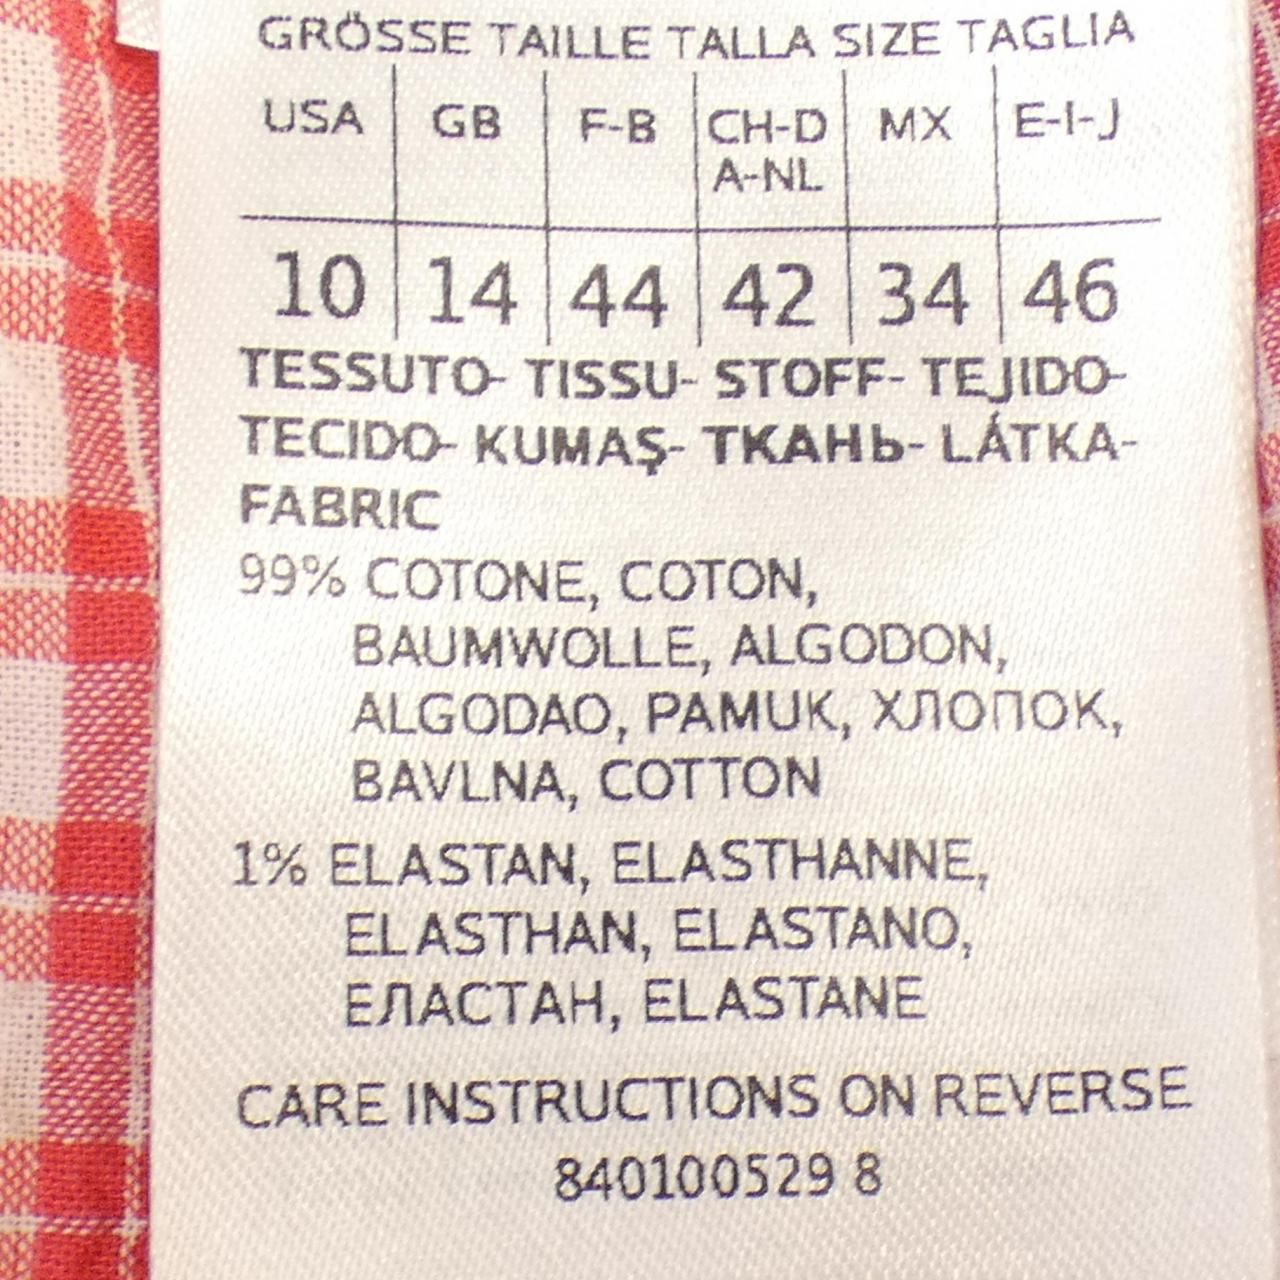 GRÖSSE TAILLE TALLA SIZE TAGLIA
USA GB F-B CH-D MX E-I-J
A-NL
10 14 44 42 34 46
TESSUTO- TISSU- STOFF- TEJIDO-
TECIDO- KUMAŞ- ТКАНЬ- LÁTKA-
FABRIC
99% COTONE, COTON,
BAUMWOLLE, ALGODON,
ALGODAO, PAMUK, ХЛОПОК,
BAVLNA, COTTON
1% ELASTAN, ELASTHANNE,
ELASTHAN, ELASTANO,
ЕЛАСТАН, ELASTANE
CARE INSTRUCTIONS ON REVERSE
840100529 8